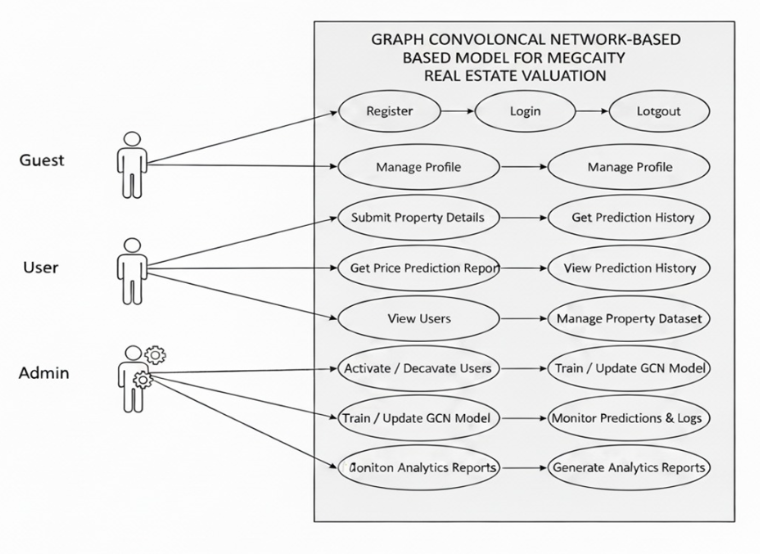 GRAPH CONVOLONCAL NETWORK-BASED
BASED MODEL FOR MEGCAITY
REAL ESTATE VALUATION
Register
Login
Lotgout
Guest
Manage Profile
Manage Profile
Submit Property Details
Get Prediction History
User
Get Price Prediction Repor
View Prediction History
View Users
Manage Property Dataset
Admin
Activate / Decavate Users
Train / Update GCN Model
Train / Update GCN Model
Monitor Predictions & Logs
Analytics Reports
Generate Analytics Reports